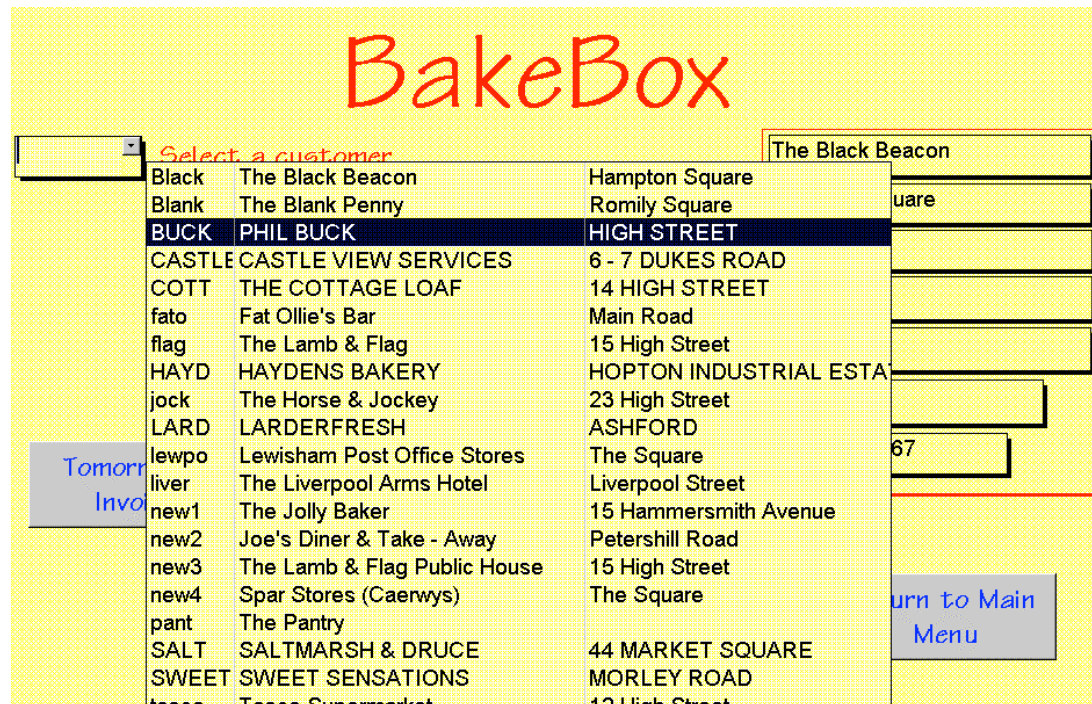 BakeBox
Select a customer
The Black Beacon
uare
67
Black The Black Beacon Hampton Square
Blank The Blank Penny Romily Square
BUCK PHIL BUCK HIGH STREET
CASTLE CASTLE VIEW SERVICES 6 - 7 DUKES ROAD
COTT THE COTTAGE LOAF 14 HIGH STREET
fato Fat Ollie's Bar Main Road
flag The Lamb & Flag 15 High Street
HAYD HAYDENS BAKERY HOPTON INDUSTRIAL ESTA
jock The Horse & Jockey 23 High Street
LARD LARDERFRESH ASHFORD
lewpo Lewisham Post Office Stores The Square
liver The Liverpool Arms Hotel Liverpool Street
new1 The Jolly Baker 15 Hammersmith Avenue
new2 Joe's Diner & Take - Away Petershill Road
new3 The Lamb & Flag Public House 15 High Street
new4 Spar Stores (Caerwys) The Square
pant The Pantry
SALT SALTMARSH & DRUCE 44 MARKET SQUARE
SWEET SWEET SENSATIONS MORLEY ROAD
Tomorr
Invoi
urn to Main
Menu